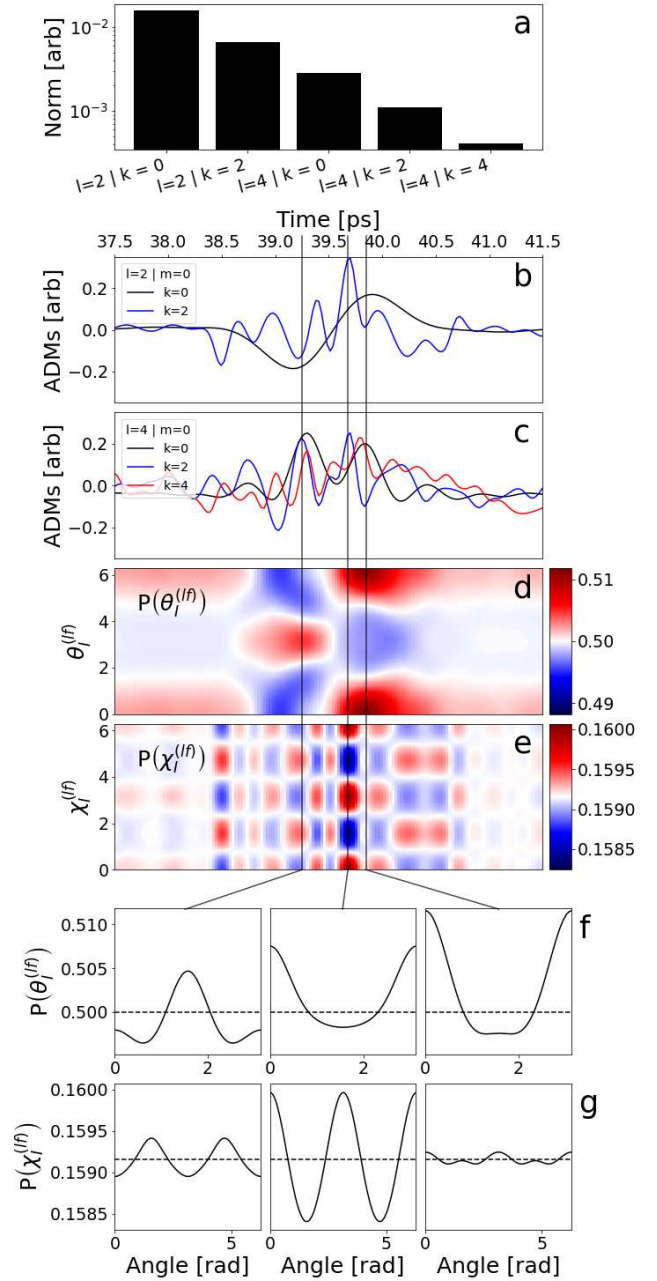 a
Norm [arb]
10⁻²
10⁻³
l=2 | k = 0
l=2 | k = 2
l=4 | k = 0
l=4 | k = 2
l=4 | k = 4
Time [ps]
37.5 38.0 38.5 39.0 39.5 40.0 40.5 41.0 41.5
b
ADMs [arb]
0.2
0.0
−0.2
l=2 | m=0
k=0
k=2
c
ADMs [arb]
0.2
0.0
−0.2
l=4 | m=0
k=0
k=2
k=4
d
P(θ_I^(lf))
θ_I^(lf)
6
4
2
0
0.51
0.50
0.49
e
P(χ_I^(lf))
χ_I^(lf)
6
4
2
0
0.1600
0.1595
0.1590
0.1585
f
P(θ_I^(lf))
0.510
0.505
0.500
0 2 0 2 0 2
g
P(χ_I^(lf))
0.1600
0.1595
0.1590
0.1585
0 5 0 5 0 5
Angle [rad] Angle [rad] Angle [rad]